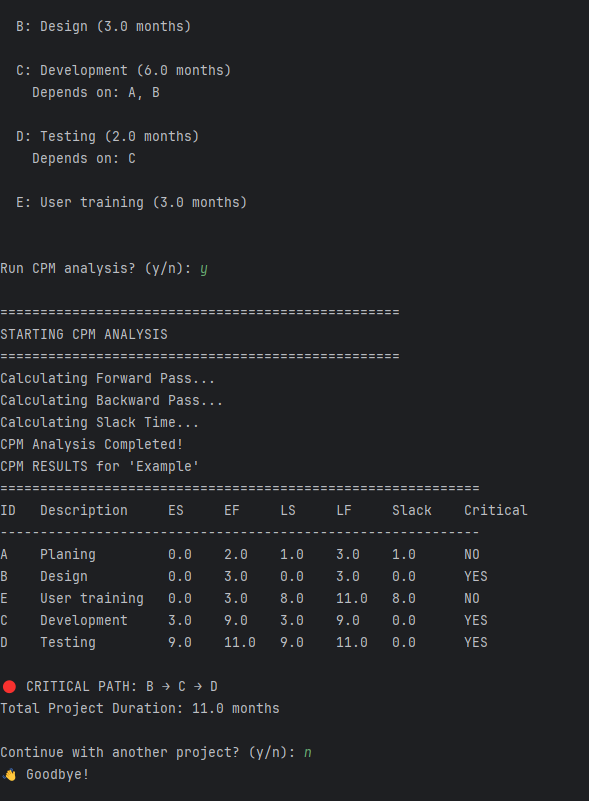 B: Design (3.0 months)
C: Development (6.0 months)
Depends on: A, B
D: Testing (2.0 months)
Depends on: C
E: User training (3.0 months)
Run CPM analysis? (y/n): y
==================================================
STARTING CPM ANALYSIS
==================================================
Calculating Forward Pass...
Calculating Backward Pass...
Calculating Slack Time...
CPM Analysis Completed!
CPM RESULTS for 'Example'
============================================================
ID   Description     ES     EF     LS     LF     Slack    Critical
------------------------------------------------------------
A    Planing         0.0    2.0    1.0    3.0    1.0      NO
B    Design          0.0    3.0    0.0    3.0    0.0      YES
E    User training   0.0    3.0    8.0    11.0   8.0      NO
C    Development     3.0    9.0    3.0    9.0    0.0      YES
D    Testing         9.0    11.0   9.0    11.0   0.0      YES
🔴 CRITICAL PATH: B → C → D
Total Project Duration: 11.0 months
Continue with another project? (y/n): n
👋 Goodbye!